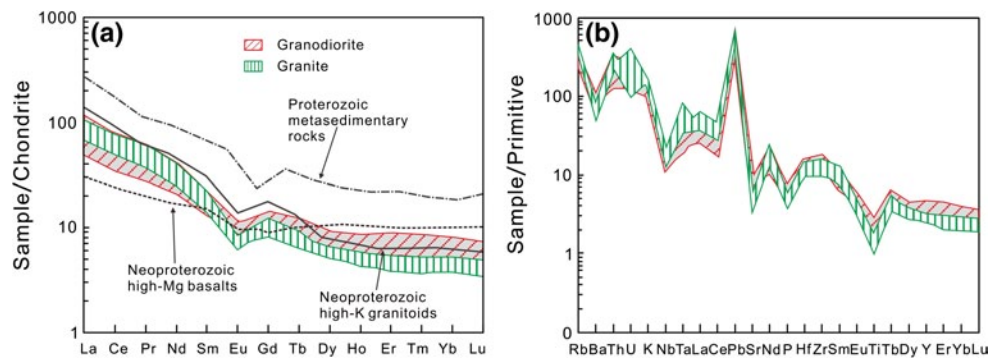 (a)
Sample/Chondrite
1000
100
10
1
Granodiorite
Granite
Proterozoic
metasedimentary
rocks
Neoproterozoic
high-Mg basalts
Neoproterozoic
high-K granitoids
La Ce Pr Nd Sm Eu Gd Tb Dy Ho Er Tm Yb Lu
(b)
Sample/Primitive
1000
100
10
1
0
RbBaThU K NbTaLaCePbSrNdP HfZrSmEuTiTbDyY ErYbLu